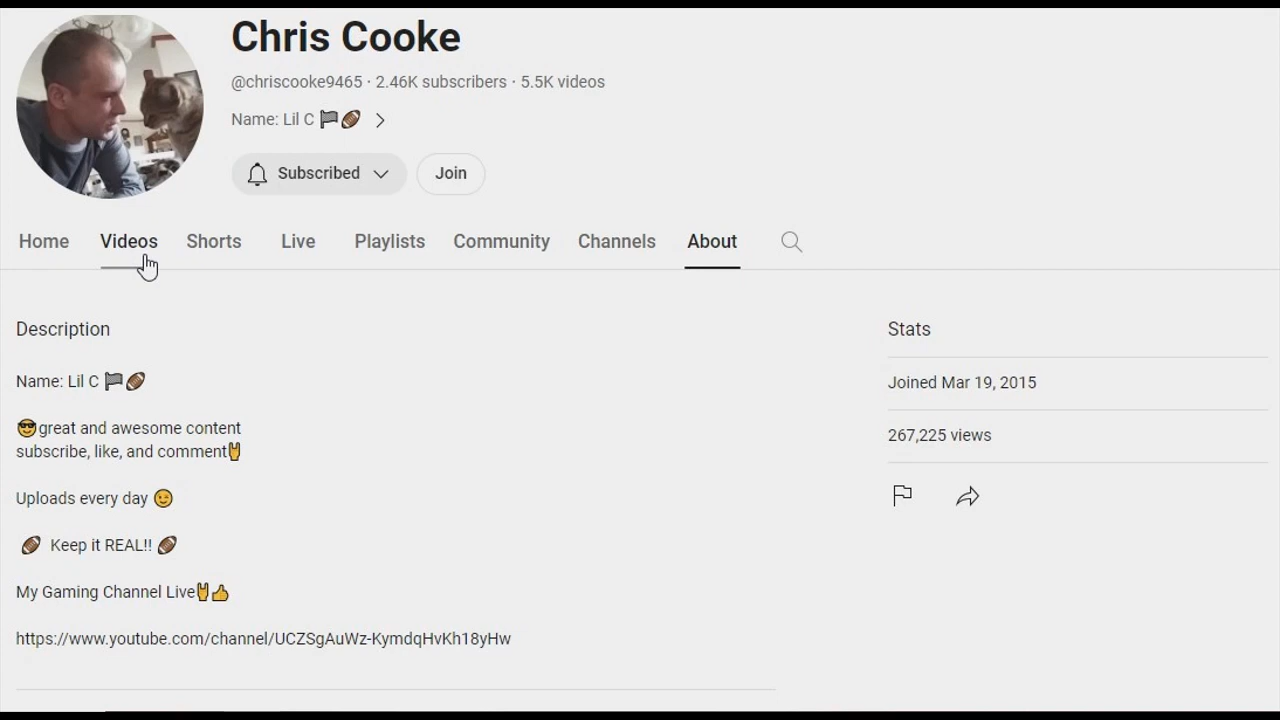 Chris Cooke
@chriscooke9465 · 2.46K subscribers · 5.5K videos
Name: Lil C 🏴🏈 >
Subscribed Join
Home Videos Shorts Live Playlists Community Channels About
Description
Name: Lil C 🏴🏈
😎great and awesome content
subscribe, like, and comment🤘
Uploads every day 😉
🏈 Keep it REAL!! 🏈
My Gaming Channel Live🤘👍
https://www.youtube.com/channel/UCZSgAuWz-KymdqHvKh18yHw
Stats
Joined Mar 19, 2015
267,225 views